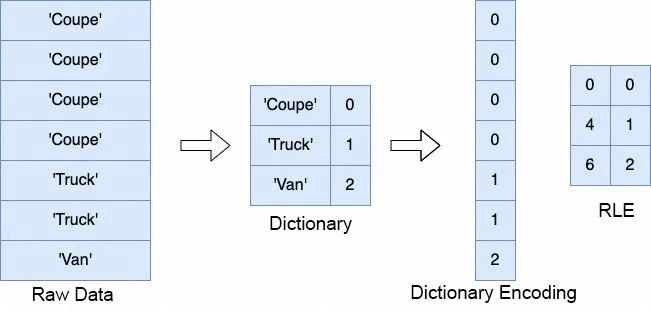 'Coupe'
'Coupe'
'Coupe'
'Coupe'
'Truck'
'Truck'
'Van'
Raw Data
'Coupe' 0
'Truck' 1
'Van' 2
Dictionary
0
0
0
0
1
1
2
Dictionary Encoding
0 0
4 1
6 2
RLE